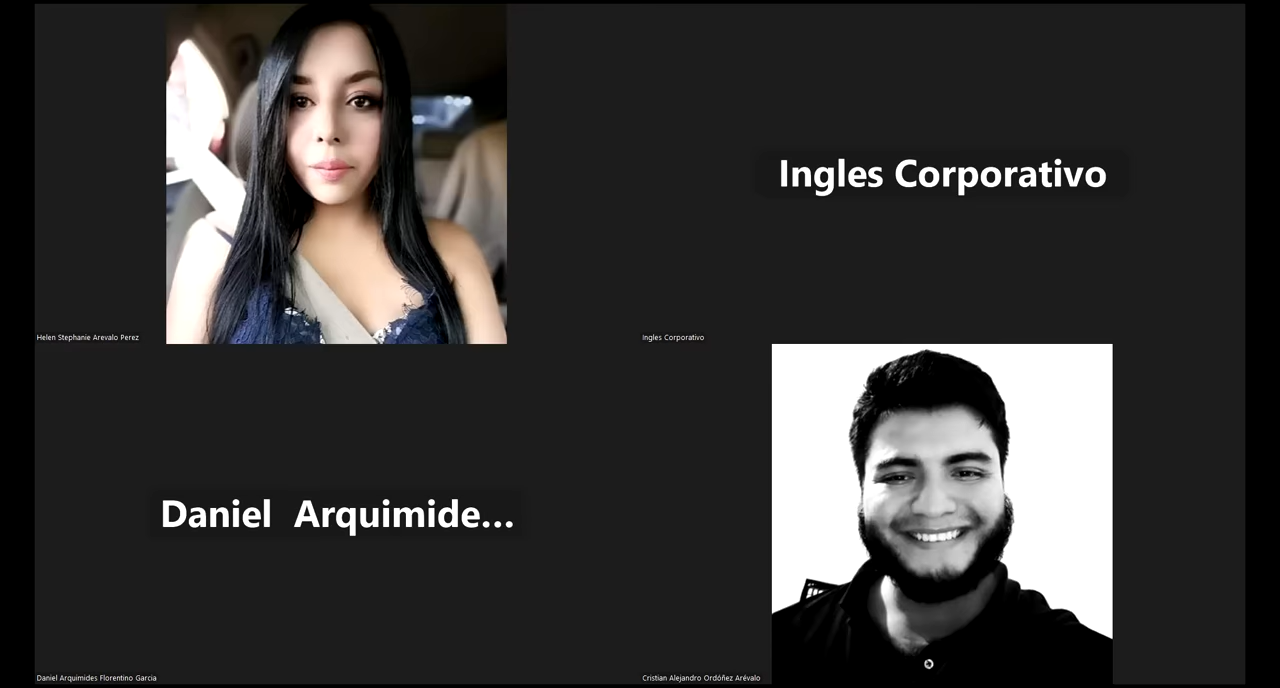 Ingles Corporativo
Helen Stephanie Arevalo Perez
Ingles Corporativo
Daniel Arquimide...
Daniel Arquimides Florentino Garcia
Cristian Alejandro Ordóñez Arévalo